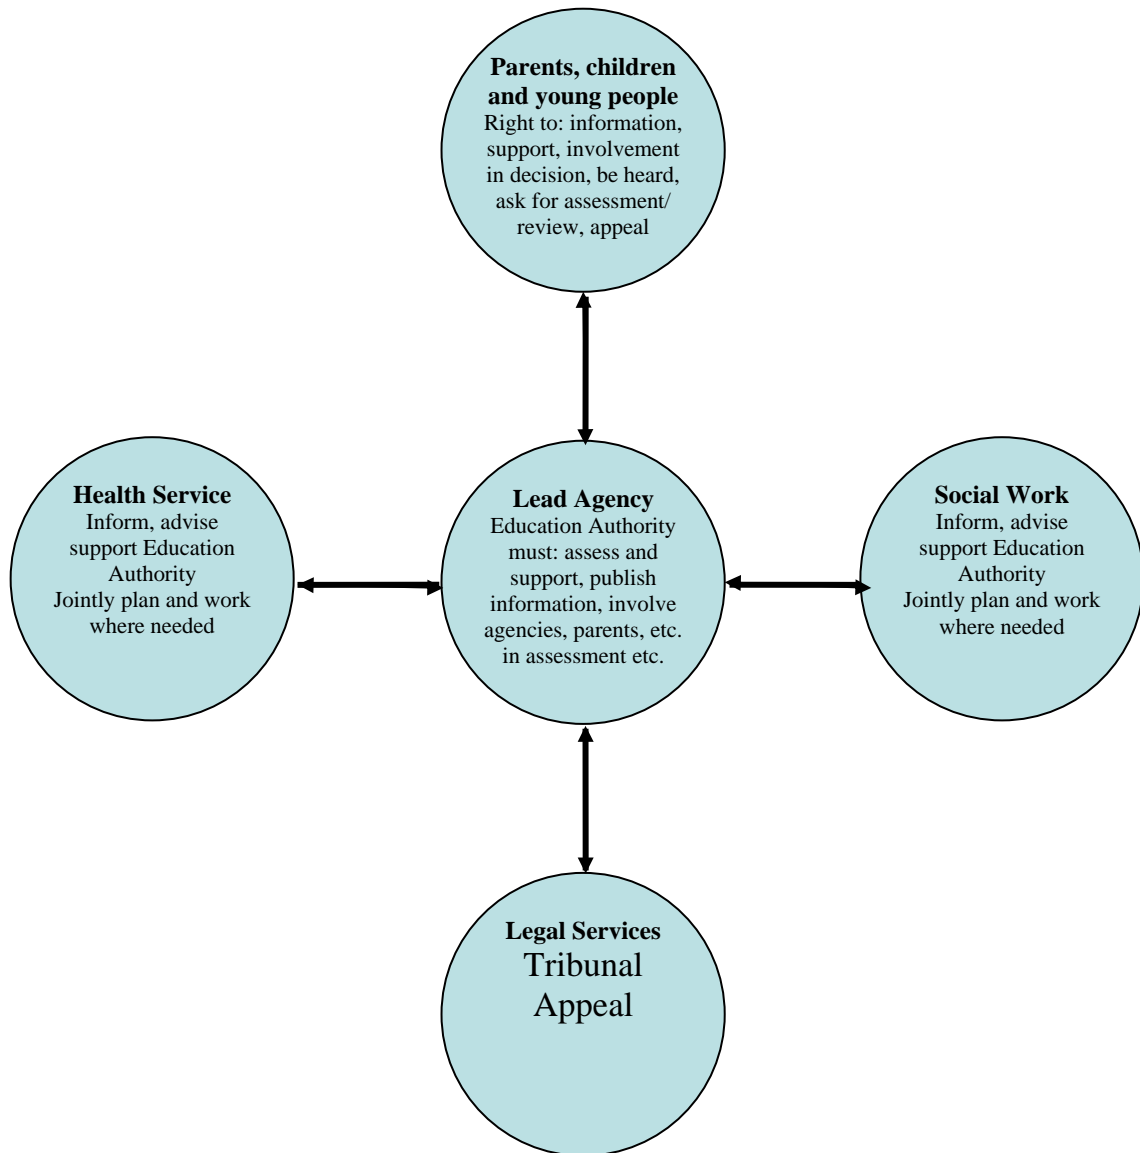 Parents, children
and young people
Right to: information,
support, involvement
in decision, be heard,
ask for assessment/
review, appeal
Health Service
Inform, advise
support Education
Authority
Jointly plan and work
where needed
Lead Agency
Education Authority
must: assess and
support, publish
information, involve
agencies, parents, etc.
in assessment etc.
Social Work
Inform, advise
support Education
Authority
Jointly plan and work
where needed
Legal Services
Tribunal
Appeal